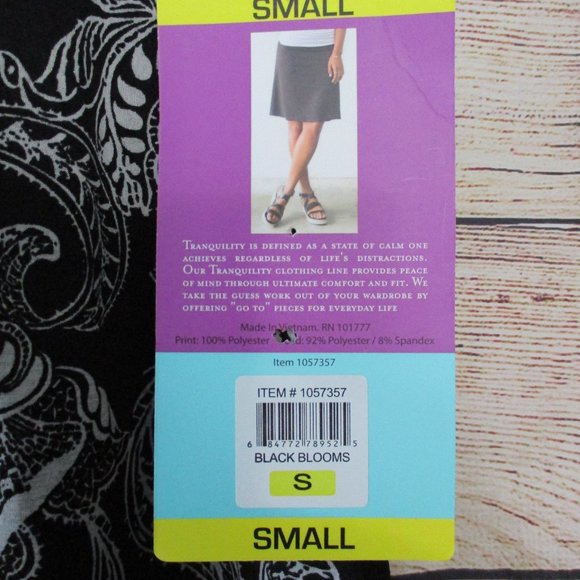 SMALL
Tranquility is defined as a state of calm one
achieves regardless of life's distractions.
Our Tranquility clothing line provides peace
of mind through ultimate comfort and fit. We
take the guess work out of your wardrobe by
offering "go to" pieces for everyday life
Made In Vietnam. RN 101777
Print: 100% Polyester 92% Polyester / 8% Spandex
Item 1057357
ITEM # 1057357
6 84772 78952 5
BLACK BLOOMS
S
SMALL